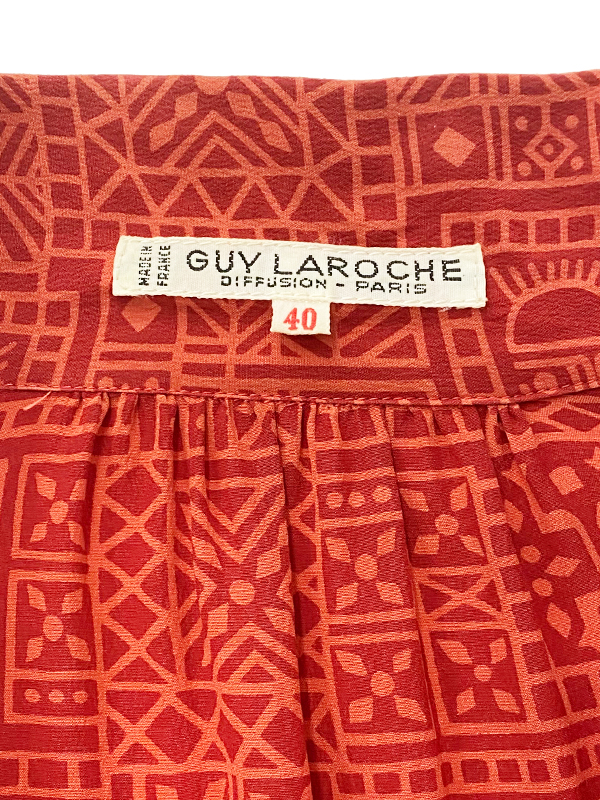 MADE IN
FRANCE
GUY LAROCHE
DIFFUSION - PARIS
40